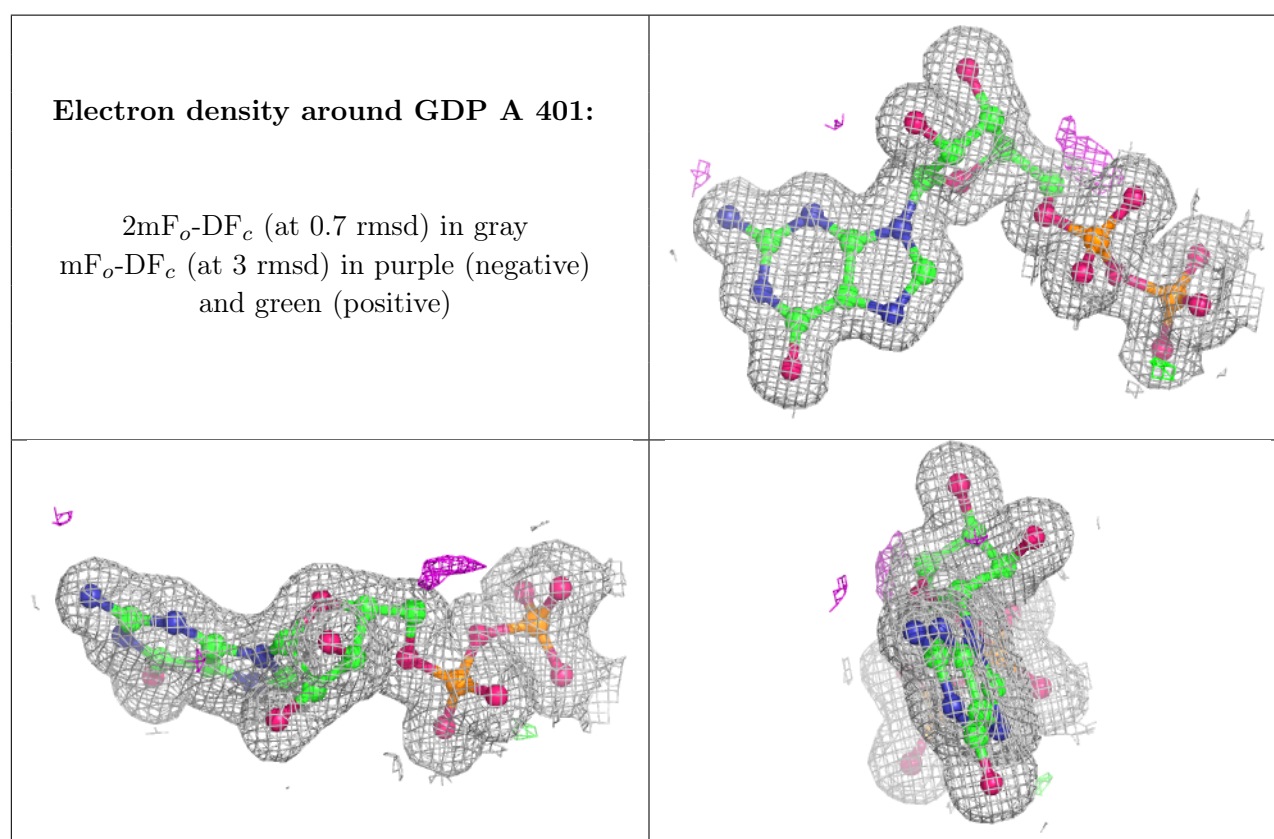 Electron density around GDP A 401:
2mFo-DFc (at 0.7 rmsd) in gray
mFo-DFc (at 3 rmsd) in purple (negative)
and green (positive)